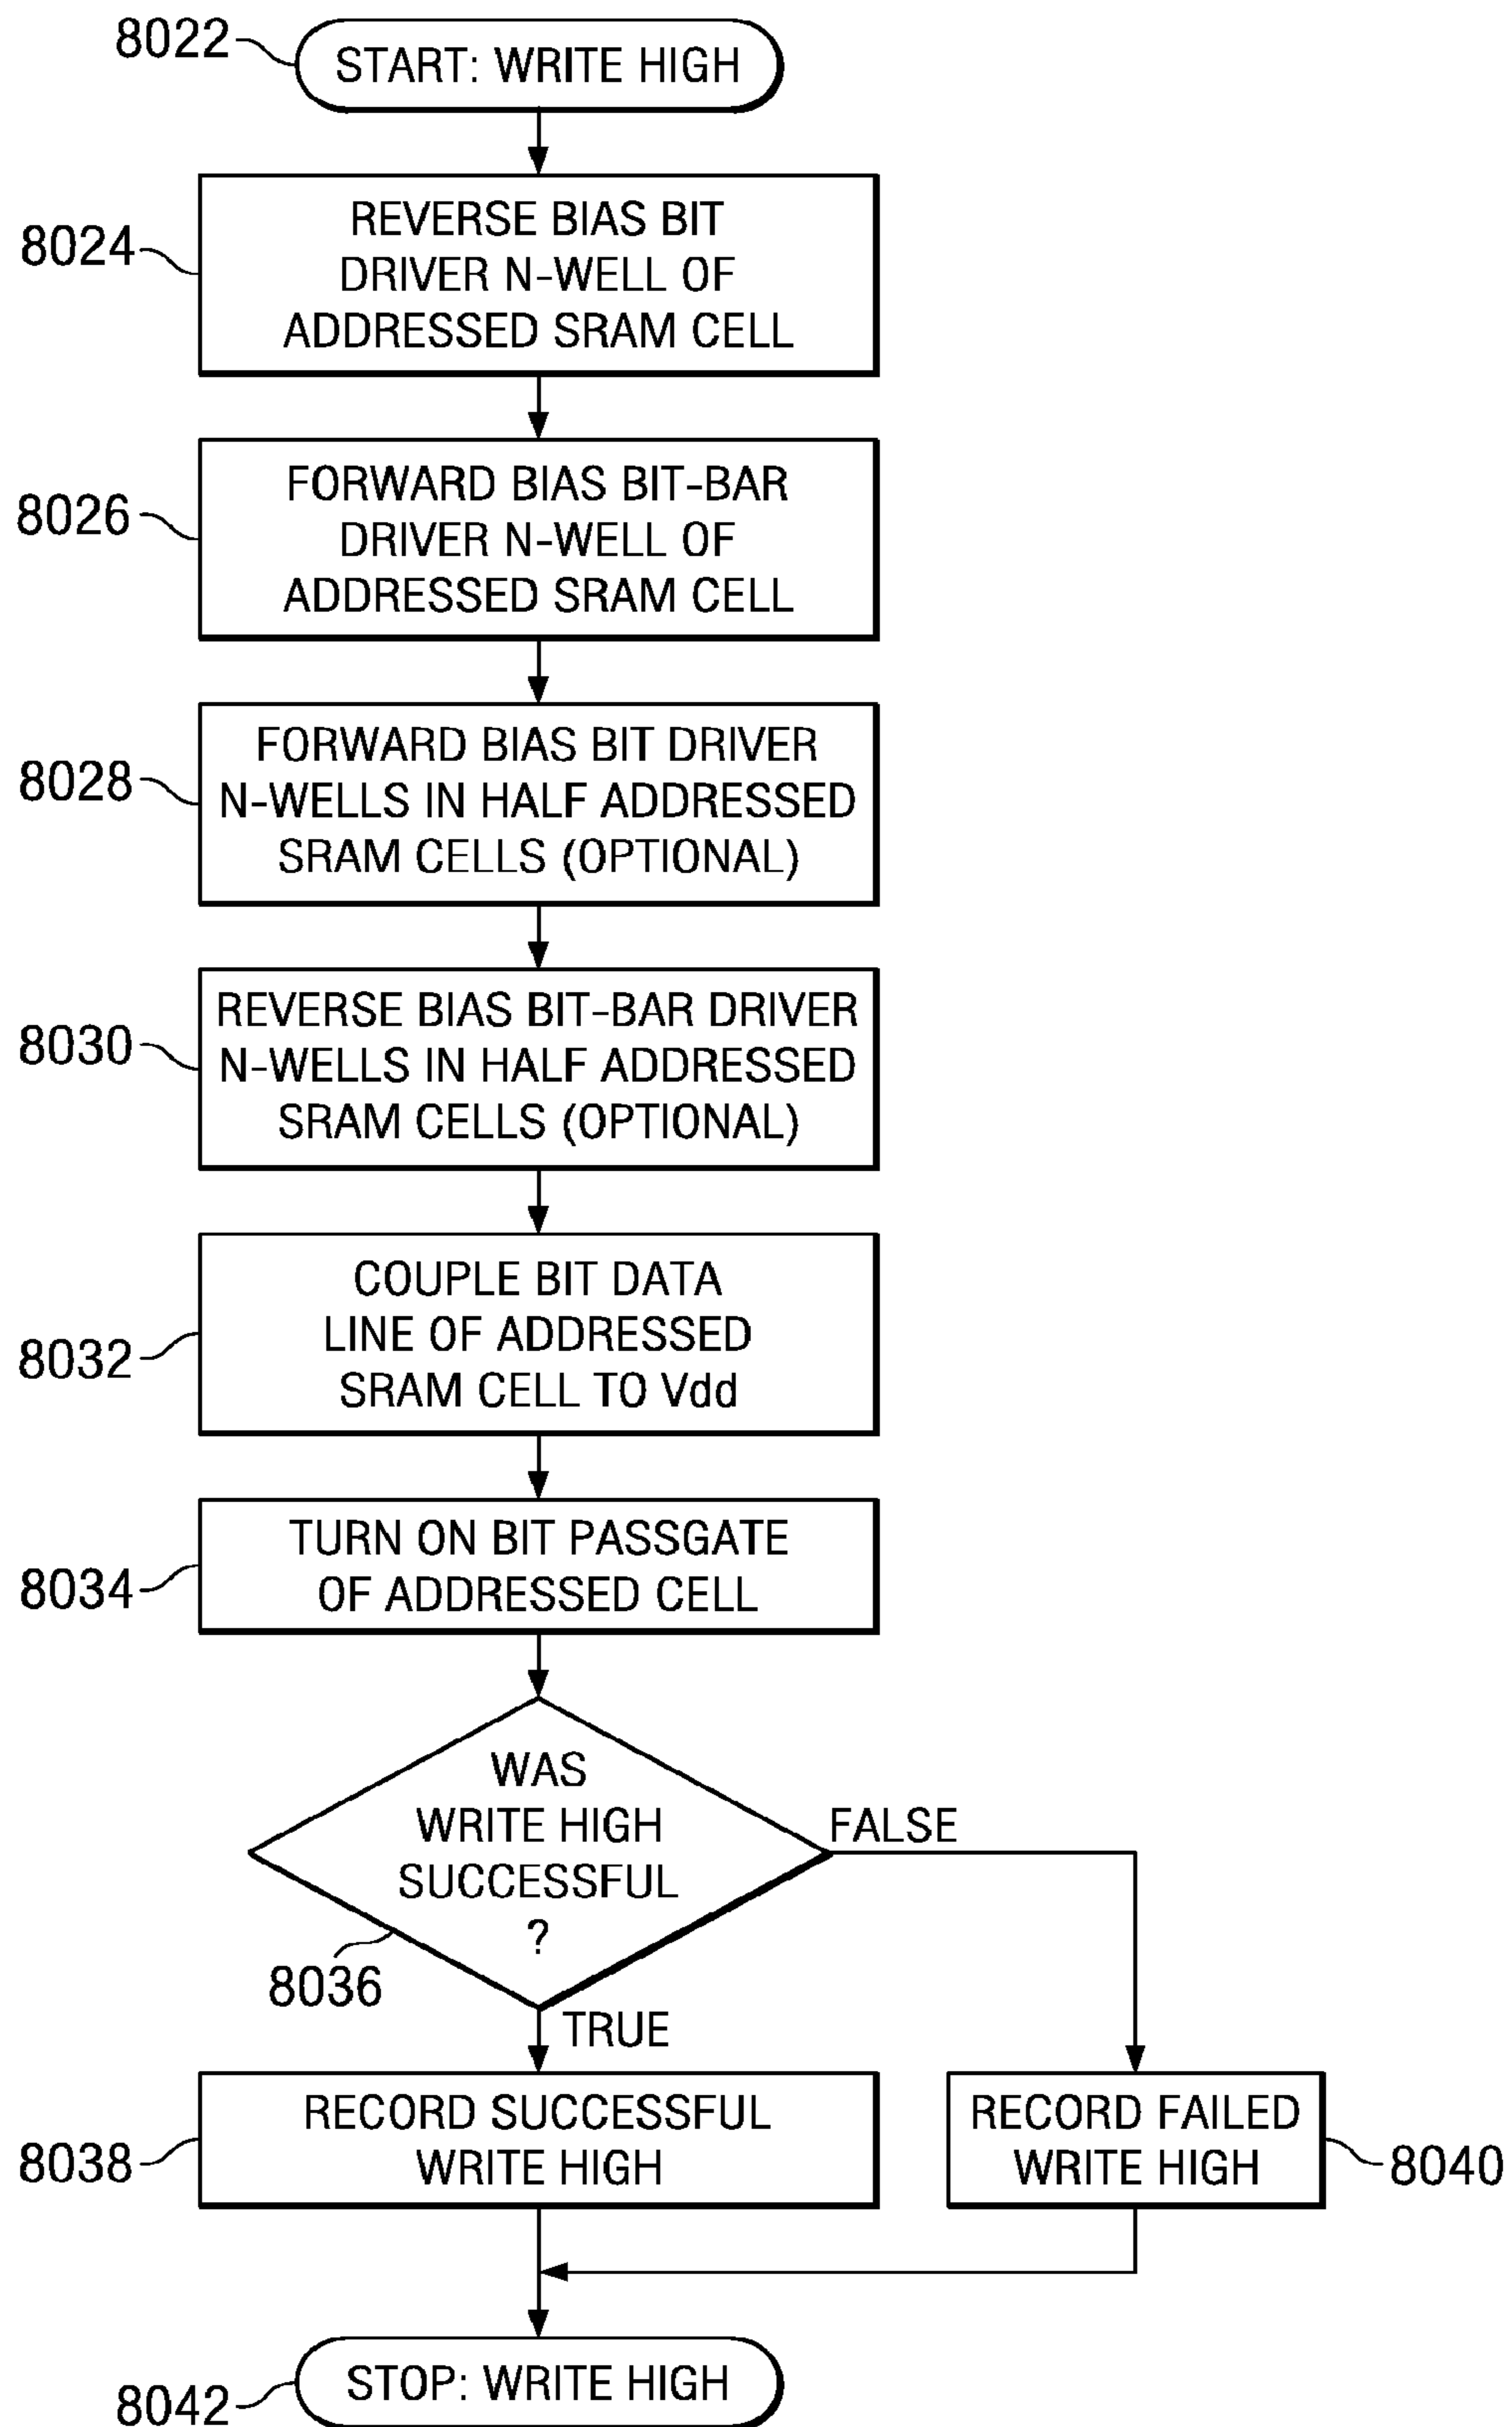 8022
START: WRITE HIGH
8024
REVERSE BIAS BIT
DRIVER N-WELL OF
ADDRESSED SRAM CELL
8026
FORWARD BIAS BIT-BAR
DRIVER N-WELL OF
ADDRESSED SRAM CELL
8028
FORWARD BIAS BIT DRIVER
N-WELLS IN HALF ADDRESSED
SRAM CELLS (OPTIONAL)
8030
REVERSE BIAS BIT-BAR DRIVER
N-WELLS IN HALF ADDRESSED
SRAM CELLS (OPTIONAL)
8032
COUPLE BIT DATA
LINE OF ADDRESSED
SRAM CELL TO Vdd
8034
TURN ON BIT PASSGATE
OF ADDRESSED CELL
WAS
WRITE HIGH
SUCCESSFUL
?
FALSE
8036
TRUE
8038
RECORD SUCCESSFUL
WRITE HIGH
RECORD FAILED
WRITE HIGH
8040
STOP: WRITE HIGH
8042